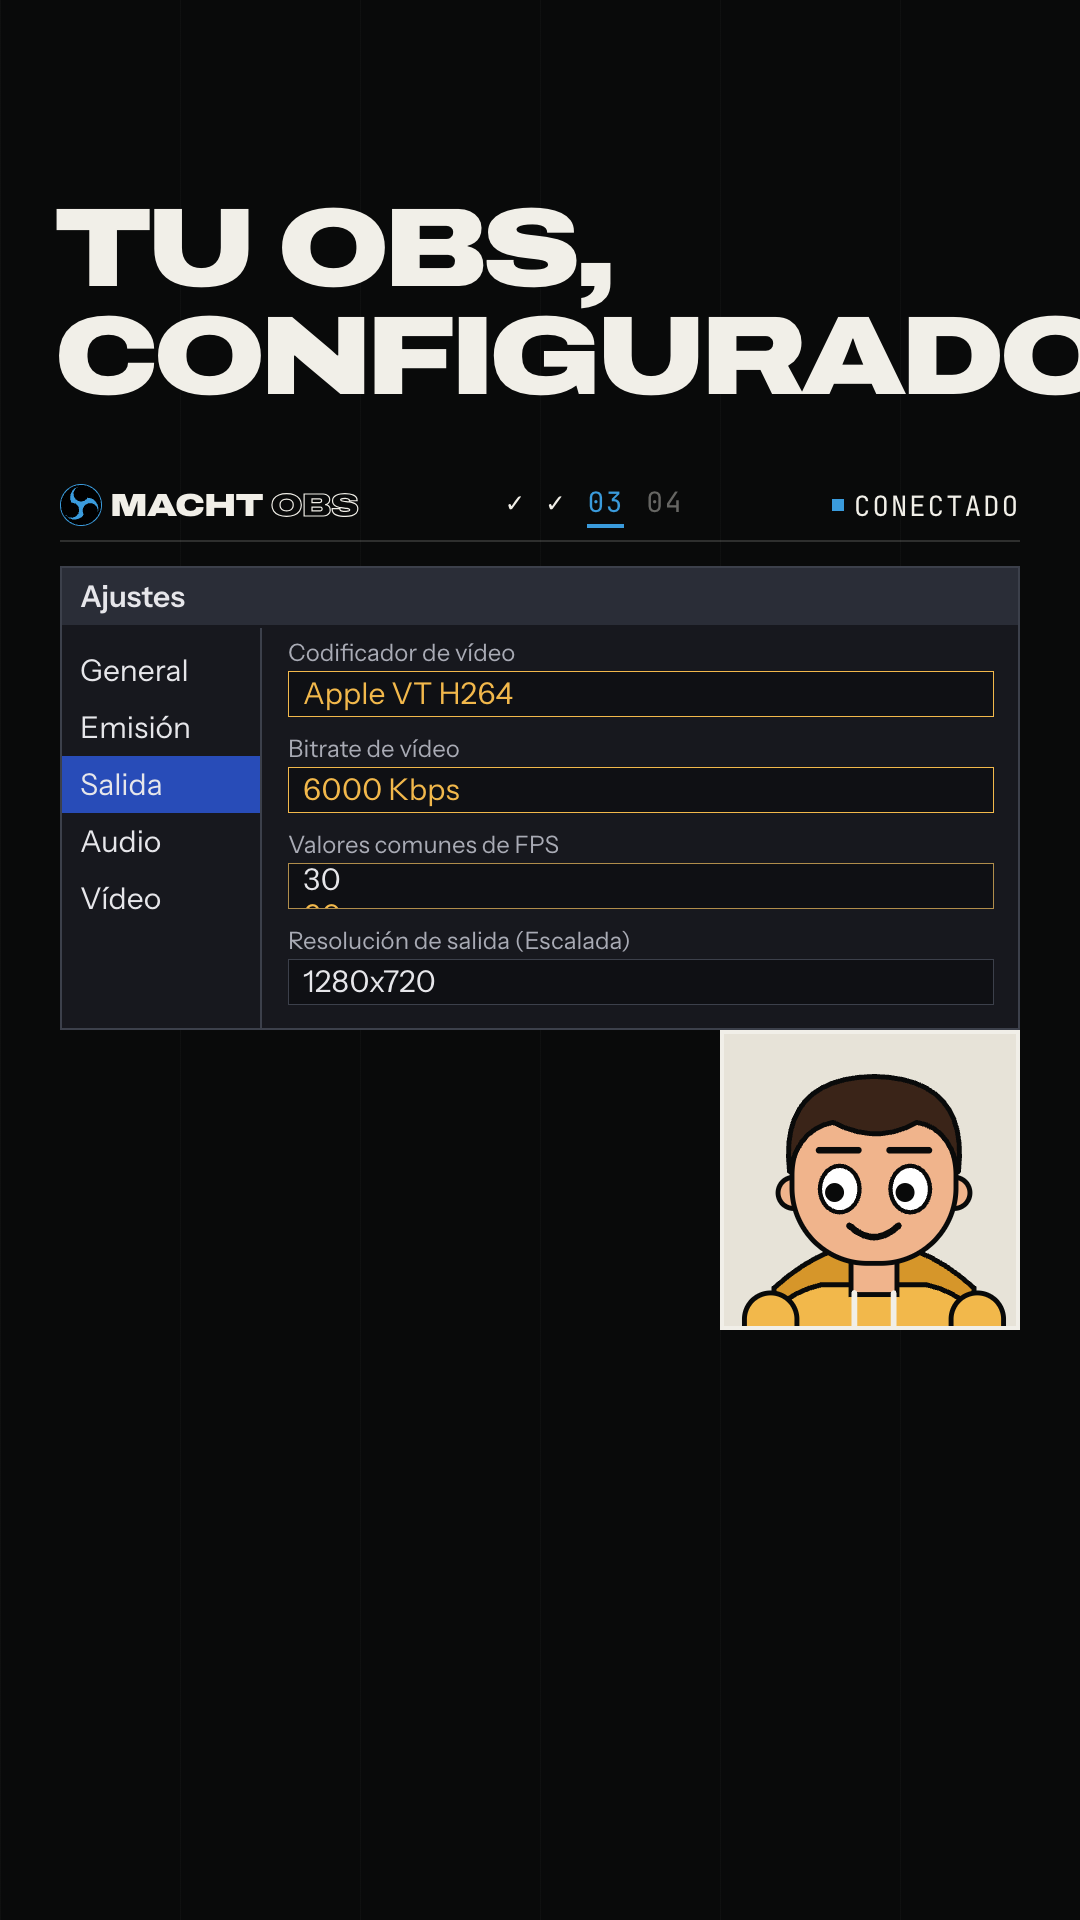 TU OBS,
CONFIGURADO
MACHT OBS
✓ ✓ 03 04
CONECTADO
Ajustes
General
Emisión
Salida
Audio
Vídeo
Codificador de vídeo
Apple VT H264
Bitrate de vídeo
6000 Kbps
Valores comunes de FPS
30
Resolución de salida (Escalada)
1280x720